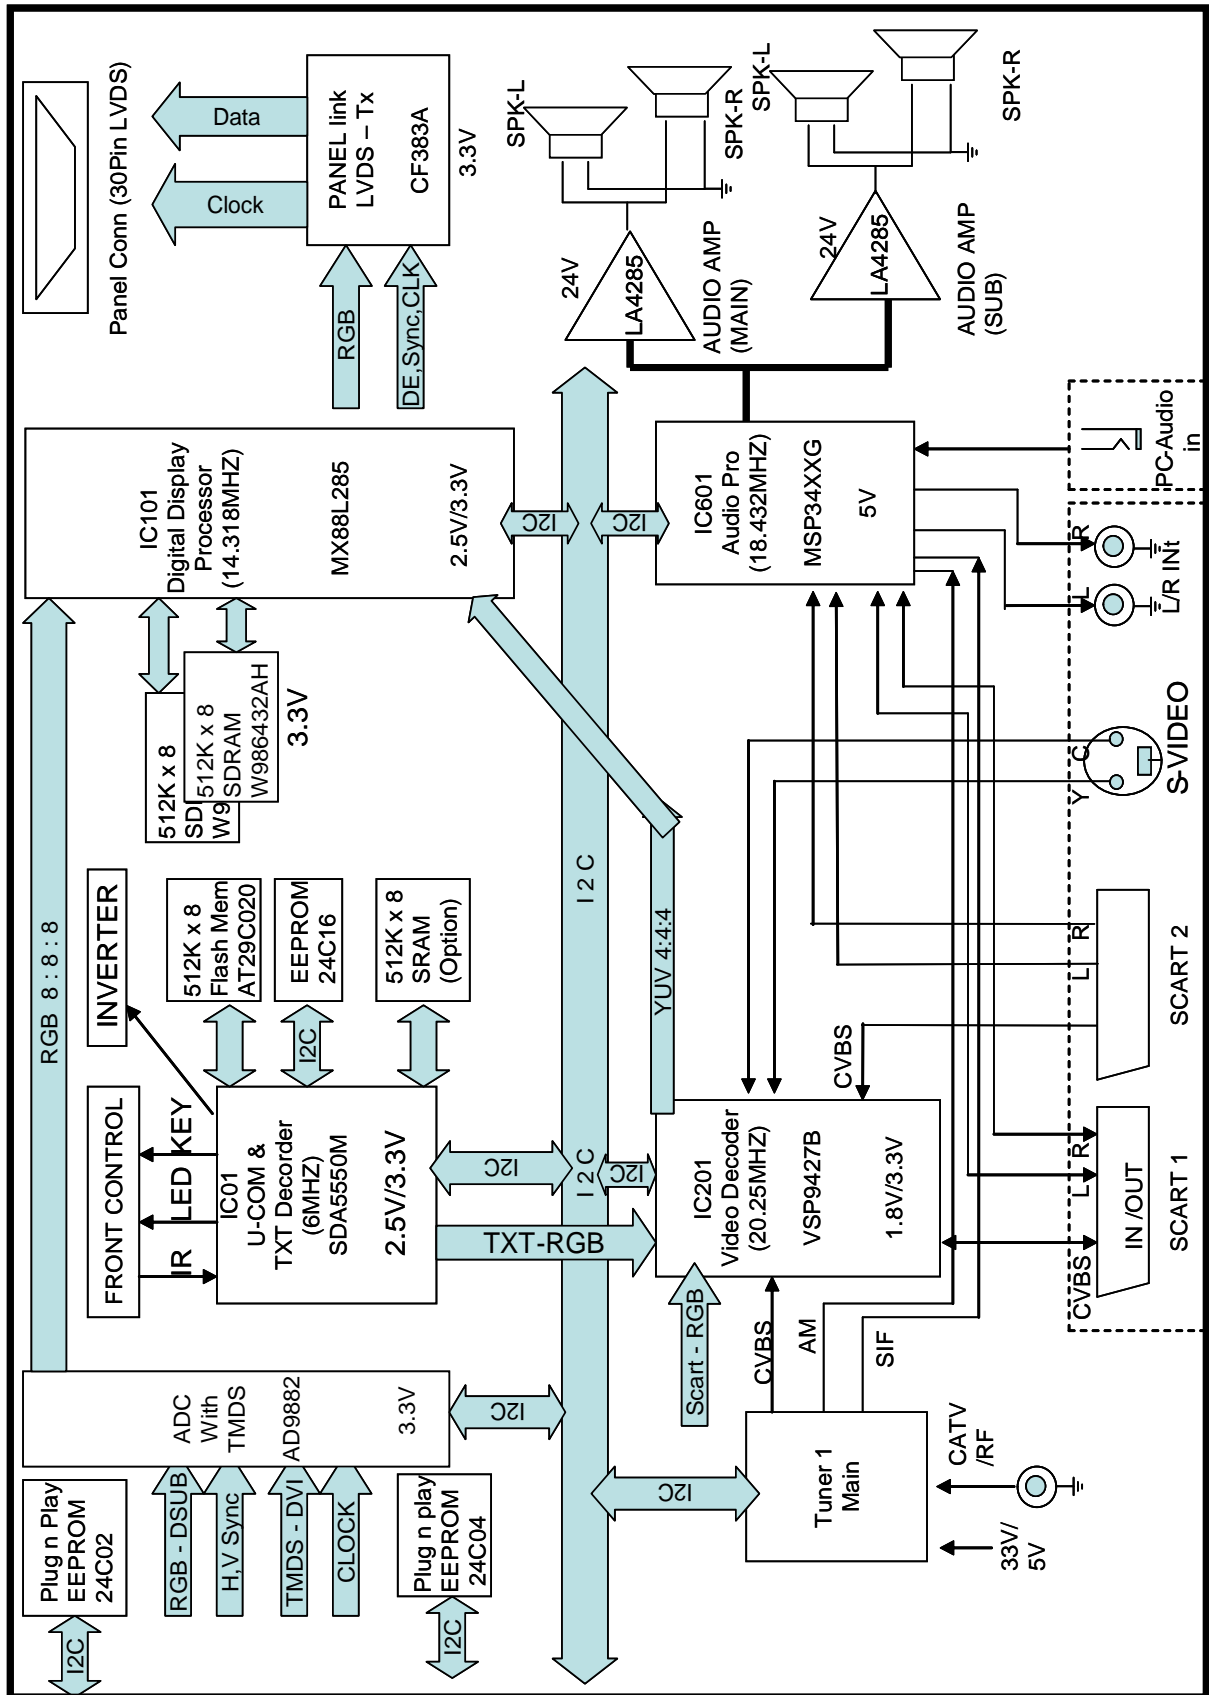 Panel Conn (30Pin LVDS)
Data
Clock
PANEL link
LVDS – Tx
CF383A
3.3V
RGB
DE,Sync,CLK
SPK-L
SPK-R
SPK-L
SPK-R
24V
LA4285
AUDIO AMP
(MAIN)
24V
LA4285
AUDIO AMP
(SUB)
IC101
Digital Display
Processor
(14.318MHZ)
MX88L285
2.5V/3.3V
I2C
I2C
IC601
Audio Pro
(18.432MHZ)
MSP34XXG
5V
PC-Audio
in
R
L
L/R INt
512K x 8
SD
W9
512K x 8
SDRAM
W986432AH
3.3V
RGB 8 : 8 : 8
I 2 C
YUV 4:4:4
C
Y
S-VIDEO
INVERTER
512K x 8
Flash Mem
AT29C020
EEPROM
24C16
512K x 8
SRAM
(Option)
I2C
R
L
SCART 2
CVBS
FRONT CONTROL
KEY
LED
IR
IC01
U-COM &
TXT Decorder
(6MHZ)
SDA5550M
2.5V/3.3V
I2C
I 2 C
I2C
TXT-RGB
IC201
Video Decoder
(20.25MHZ)
VSP9427B
1.8V/3.3V
R
L
CVBS
IN /OUT
SCART 1
Scart - RGB
CVBS
AM
SIF
ADC
With
TMDS
AD9882
3.3V
I2C
I2C
Tuner 1
Main
CATV
/RF
33V/
5V
Plug n Play
EEPROM
24C02
I2C
RGB - DSUB
H,V Sync
TMDS - DVI
CLOCK
Plug n play
EEPROM
24C04
I2C